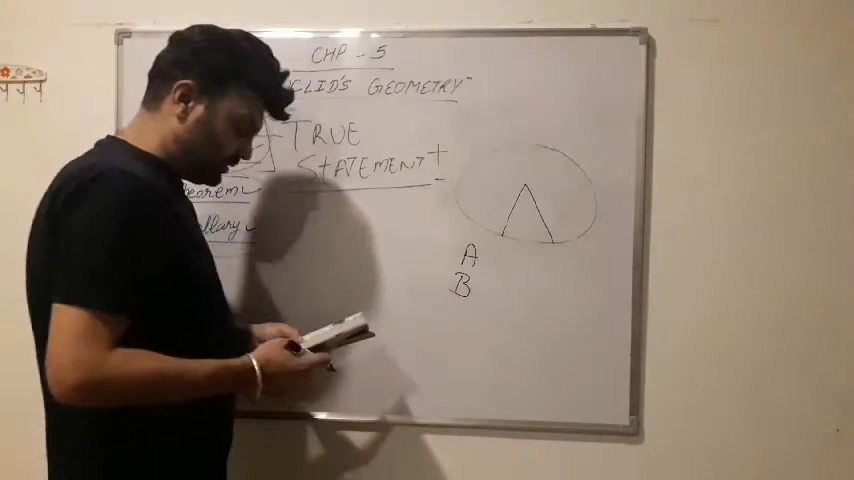 CHP - 5
CLID'S GEOMETRY"
TRUE
STATEMENT +
-
eorem
llary
A
B